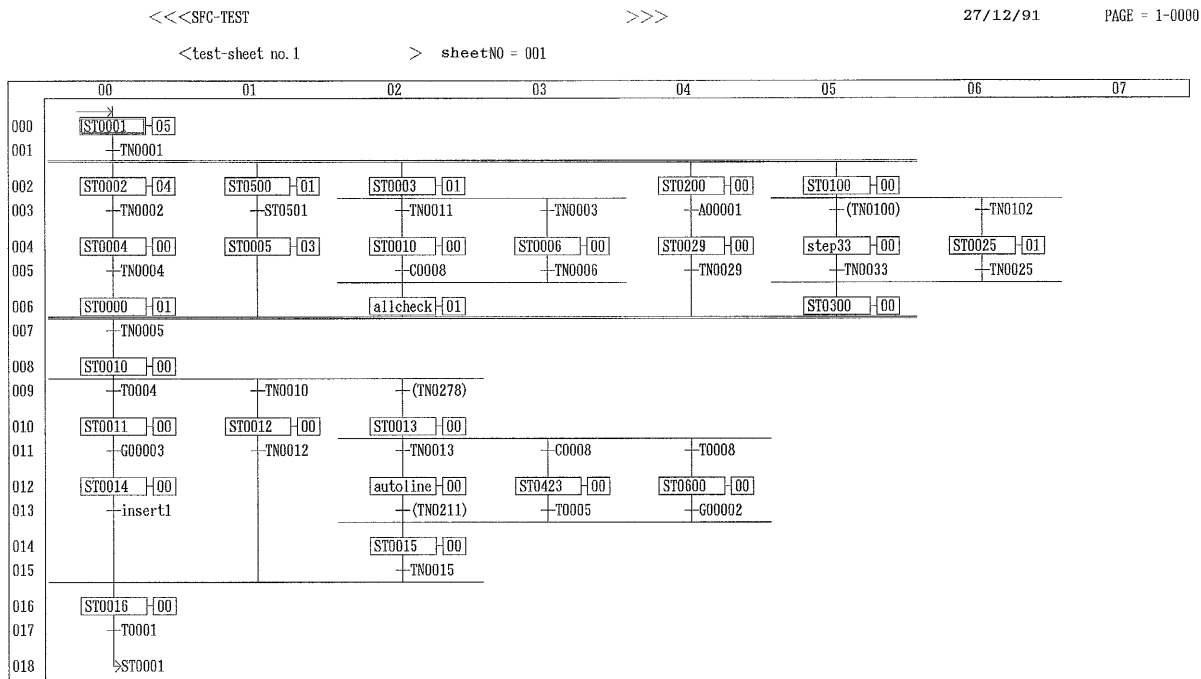 <<<SFC-TEST >>> 27/12/91 PAGE = 1-0000
<test-sheet no.1 > sheetNO = 001
00 01 02 03 04 05 06 07
000 ST0001 05
001 TN0001
002 ST0002 04 ST0500 01 ST0003 01 ST0200 00 ST0100 00
003 TN0002 ST0501 TN0011 TN0003 A00001 (TN0100) TN0102
004 ST0004 00 ST0005 03 ST0010 00 ST0006 00 ST0029 00 step33 00 ST0025 01
005 TN0004 C0008 TN0006 TN0029 TN0033 TN0025
006 ST0000 01 allcheck 01 ST0300 00
007 TN0005
008 ST0010 00
009 T0004 TN0010 (TN0278)
010 ST0011 00 ST0012 00 ST0013 00
011 G00003 TN0012 TN0013 C0008 T0008
012 ST0014 00 autoline 00 ST0423 00 ST0600 00
013 insert1 (TN0211) T0005 G00002
014 ST0015 00
015 TN0015
016 ST0016 00
017 T0001
018 ST0001